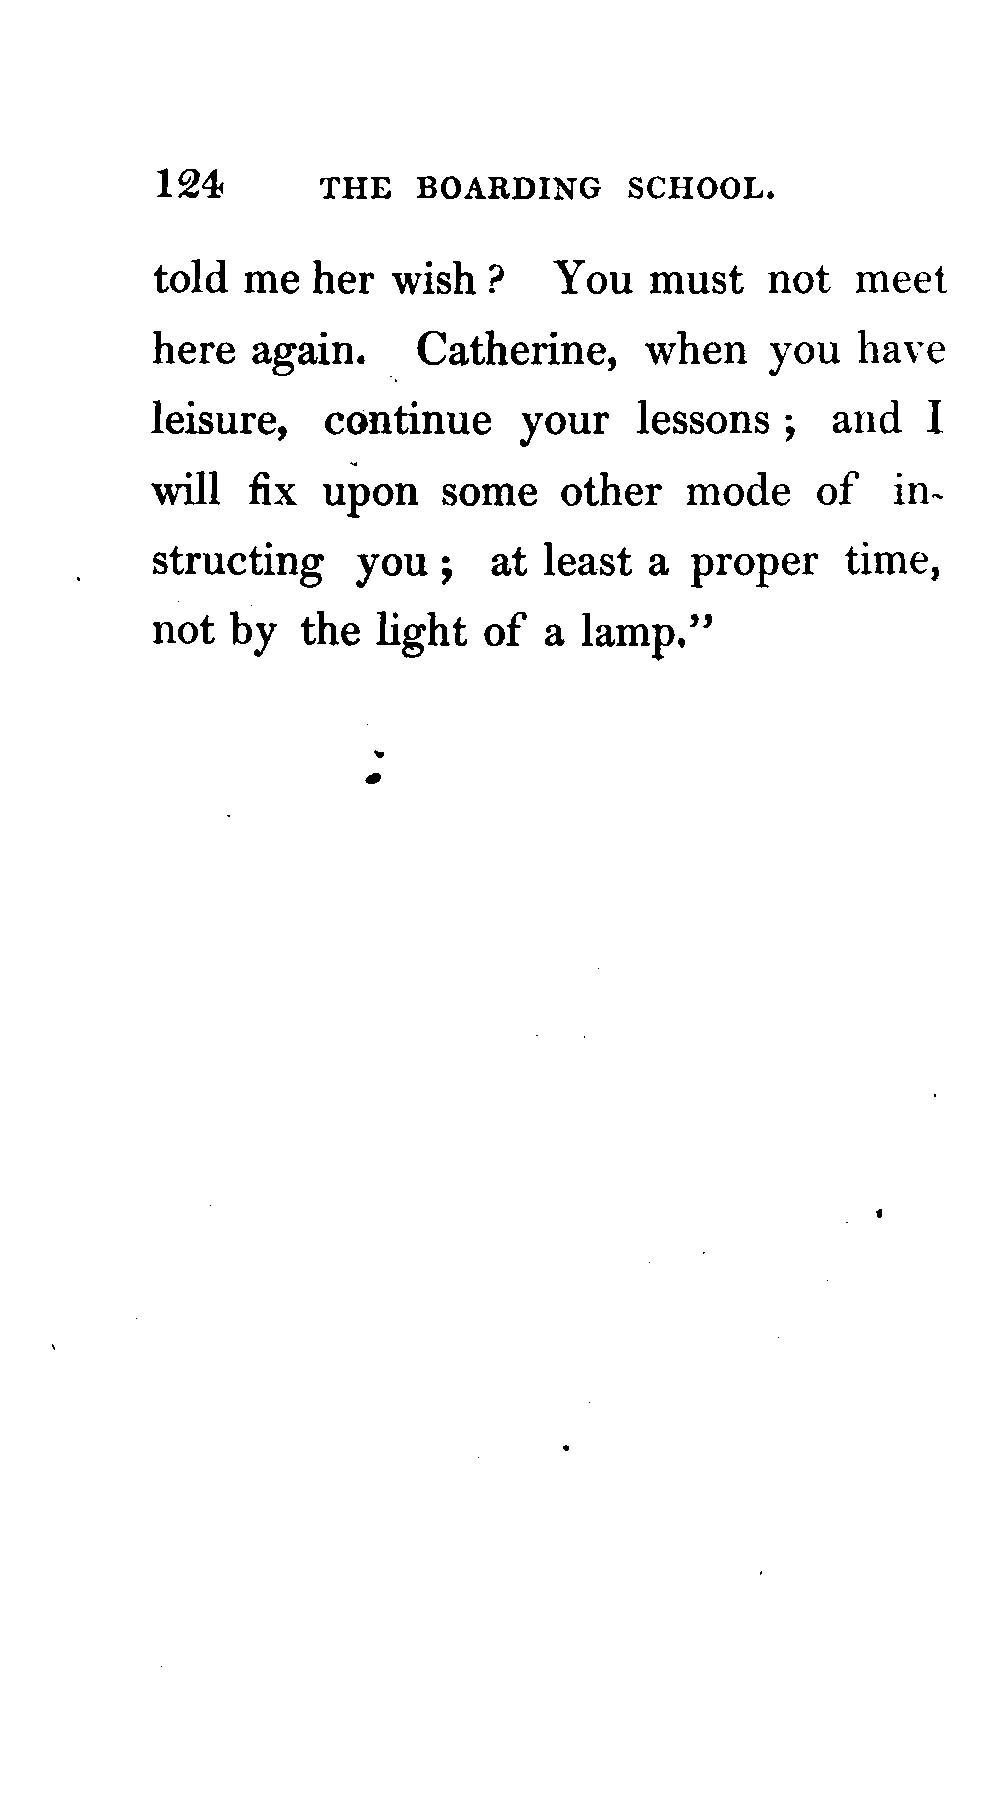 124 THE BOARDING SCHOOL.
told me her wish ? You must not meet
here again. Catherine, when you have
leisure, continue your lessons ; and I
will fix upon some other mode of in-
structing you ; at least a proper time,
not by the light of a lamp."